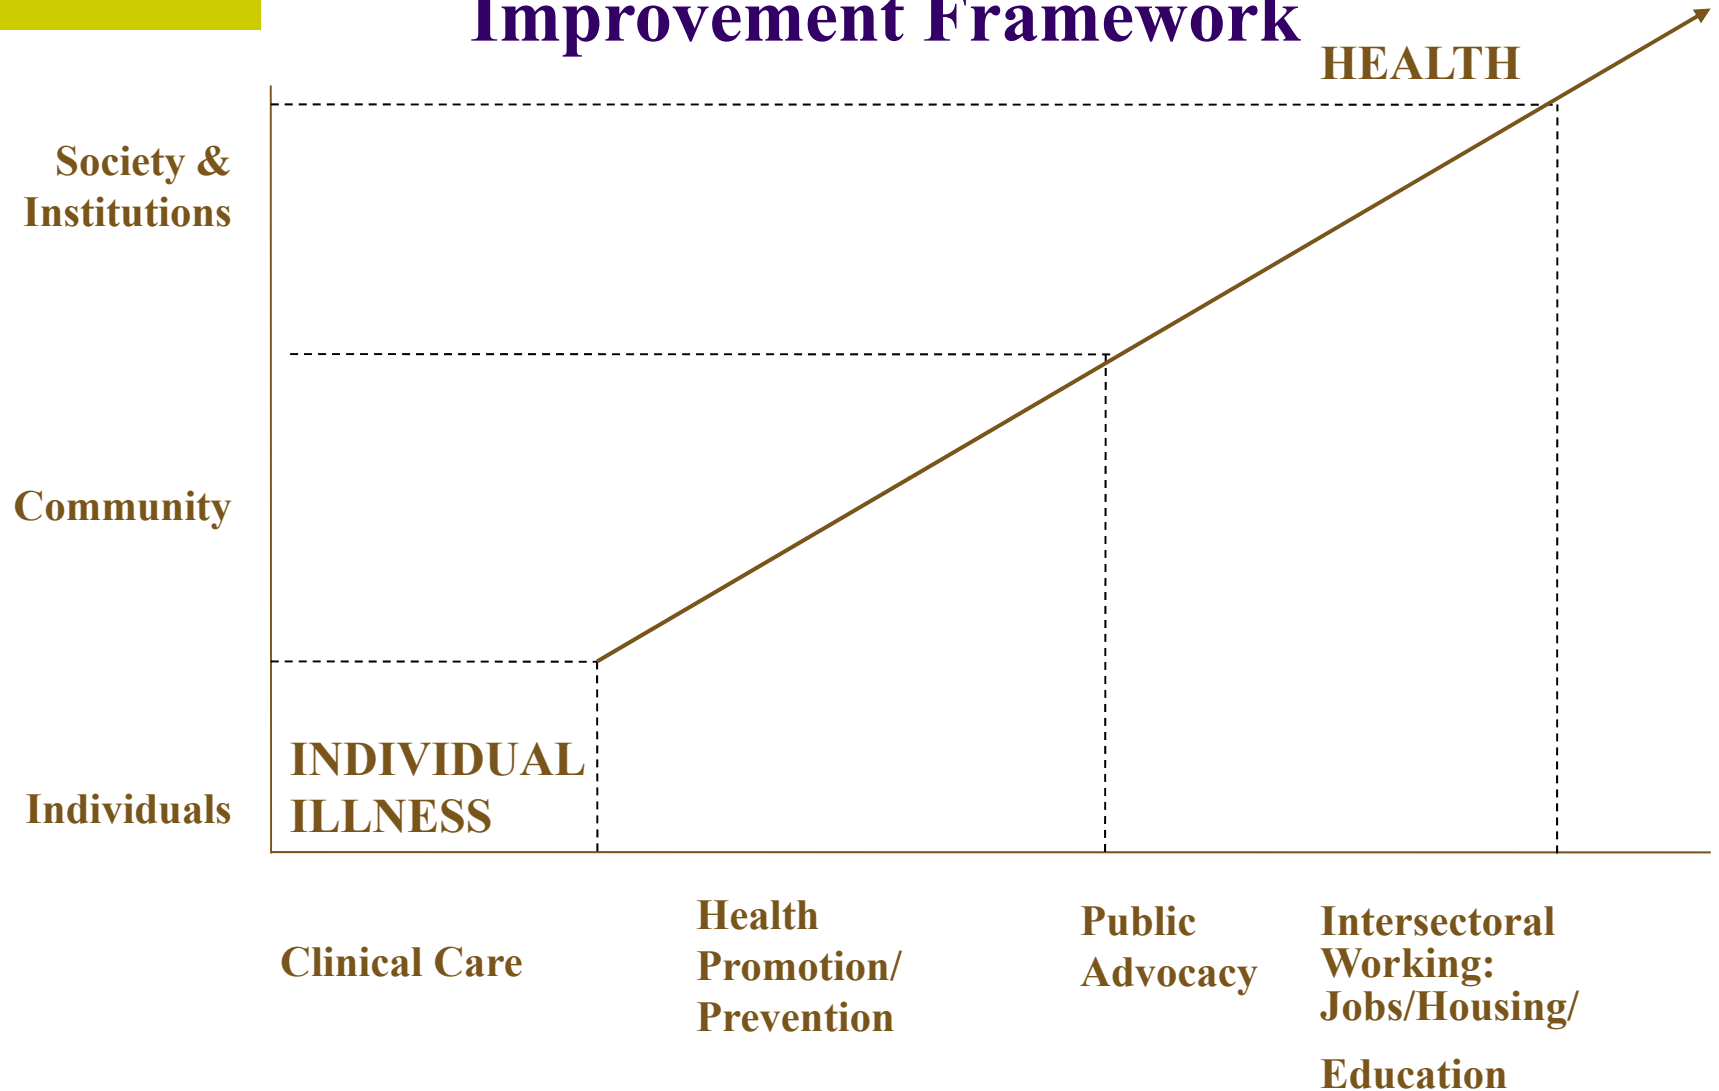 Improvement Framework
HEALTH
Society &
Institutions
Community
INDIVIDUAL
ILLNESS
Individuals
Clinical Care
Health
Promotion/
Prevention
Public
Advocacy
Intersectoral
Working:
Jobs/Housing/
Education